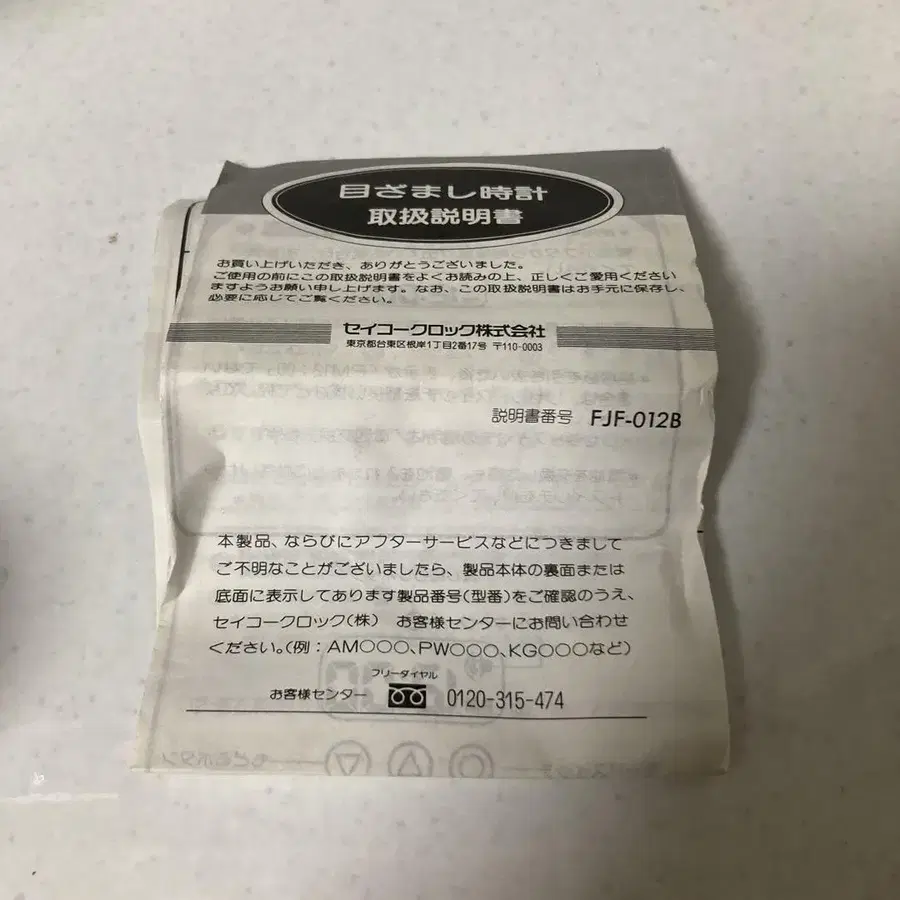 目ざまし時計
取扱説明書
お買い上げいただき、ありがとうございました。
ご使用の前にこの取扱説明書をよくお読みの上、正しくご愛用ください
ますようお願い申し上げます。なお、この取扱説明書はお手元に保存し、
必要に応じてご覧ください。
セイコークロック株式会社
東京都台東区根岸1丁目2番17号 〒110-0003
説明書番号 FJF-012B
本製品、ならびにアフターサービスなどにつきまして
ご不明なことがございましたら、製品本体の裏面または
底面に表示してあります製品番号(型番)をご確認のうえ、
セイコークロック(株) お客様センターにお問い合わせ
ください。(例：AM○○○、PW○○○、KG○○○など)
フリーダイヤル
お客様センター 0120-315-474